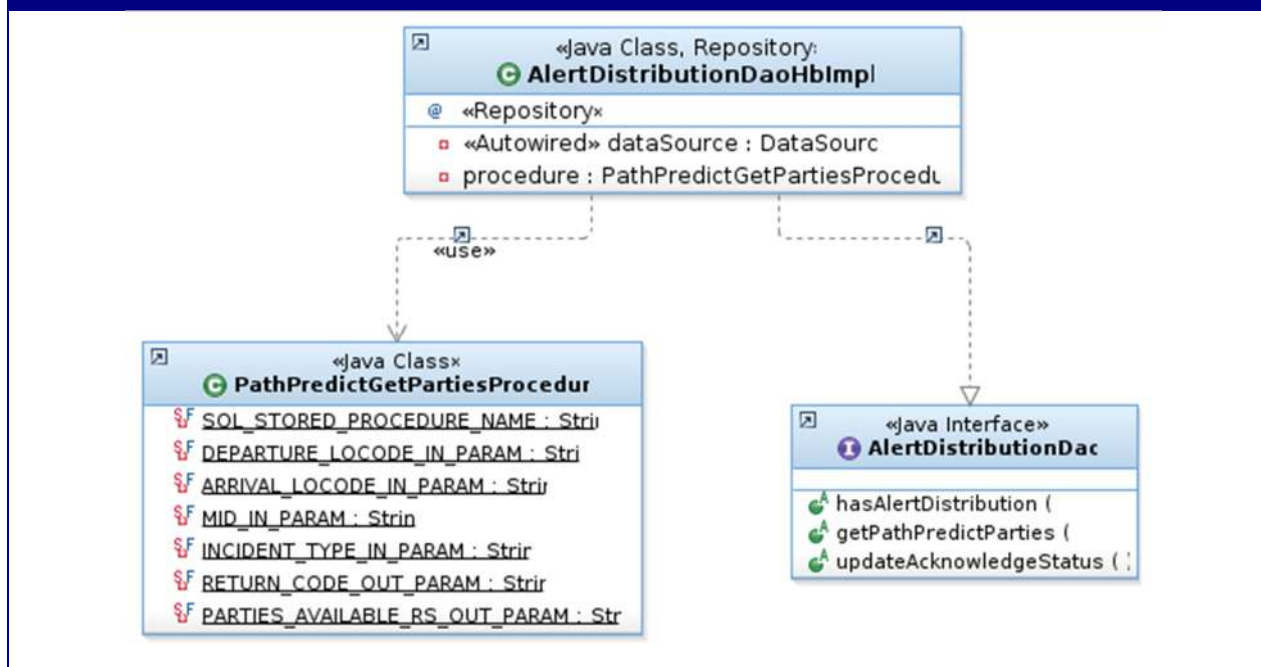 «Java Class, Repository:
AlertDistributionDaoHbImpl
@ «Repository»
«Autowired» dataSource : DataSourc
procedure : PathPredictGetPartiesProcedu
«use»
«Java Class»
PathPredictGetPartiesProcedur
SOL_STORED_PROCEDURE_NAME : Stri
DEPARTURE_LOCODE_IN_PARAM : Stri
ARRIVAL_LOCODE_IN_PARAM : Strir
MID_IN_PARAM : Strin
INCIDENT_TYPE_IN_PARAM : Strir
RETURN_CODE_OUT_PARAM : Strir
PARTIES_AVAILABLE_RS_OUT_PARAM : Str
«Java Interface»
AlertDistributionDac
hasAlertDistribution (
getPathPredictParties (
updateAcknowledgeStatus ( )